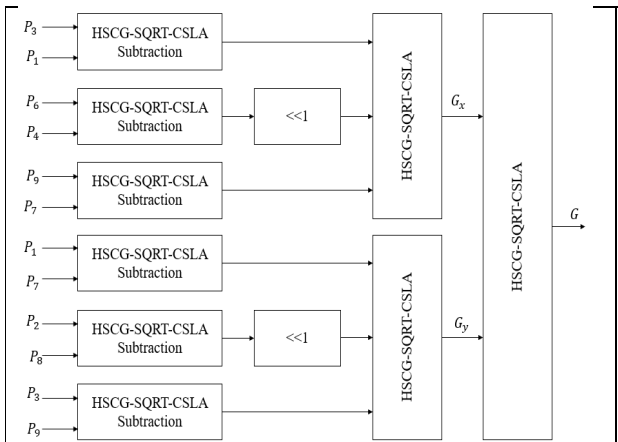 P3
P1
HSCG-SQRT-CSLA
Subtraction
P6
P4
HSCG-SQRT-CSLA
Subtraction
<<1
P9
P7
HSCG-SQRT-CSLA
Subtraction
HSCG-SQRT-CSLA
Gx
P1
P7
HSCG-SQRT-CSLA
Subtraction
P2
P8
HSCG-SQRT-CSLA
Subtraction
<<1
P3
P9
HSCG-SQRT-CSLA
Subtraction
HSCG-SQRT-CSLA
Gy
HSCG-SQRT-CSLA
G